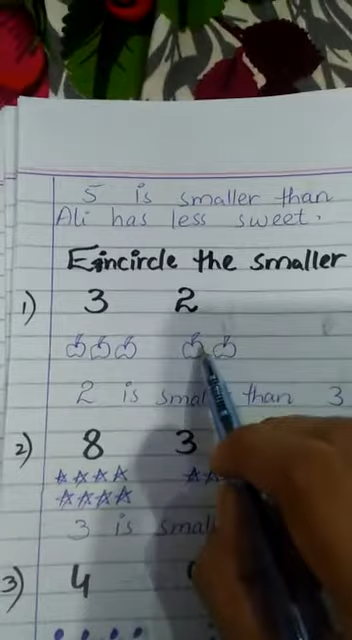 5 is smaller than
Ali has less sweet.
Encircle the smaller
1) 3 2
2 is smal than 3
2) 8 3
3 is smal
3) 4